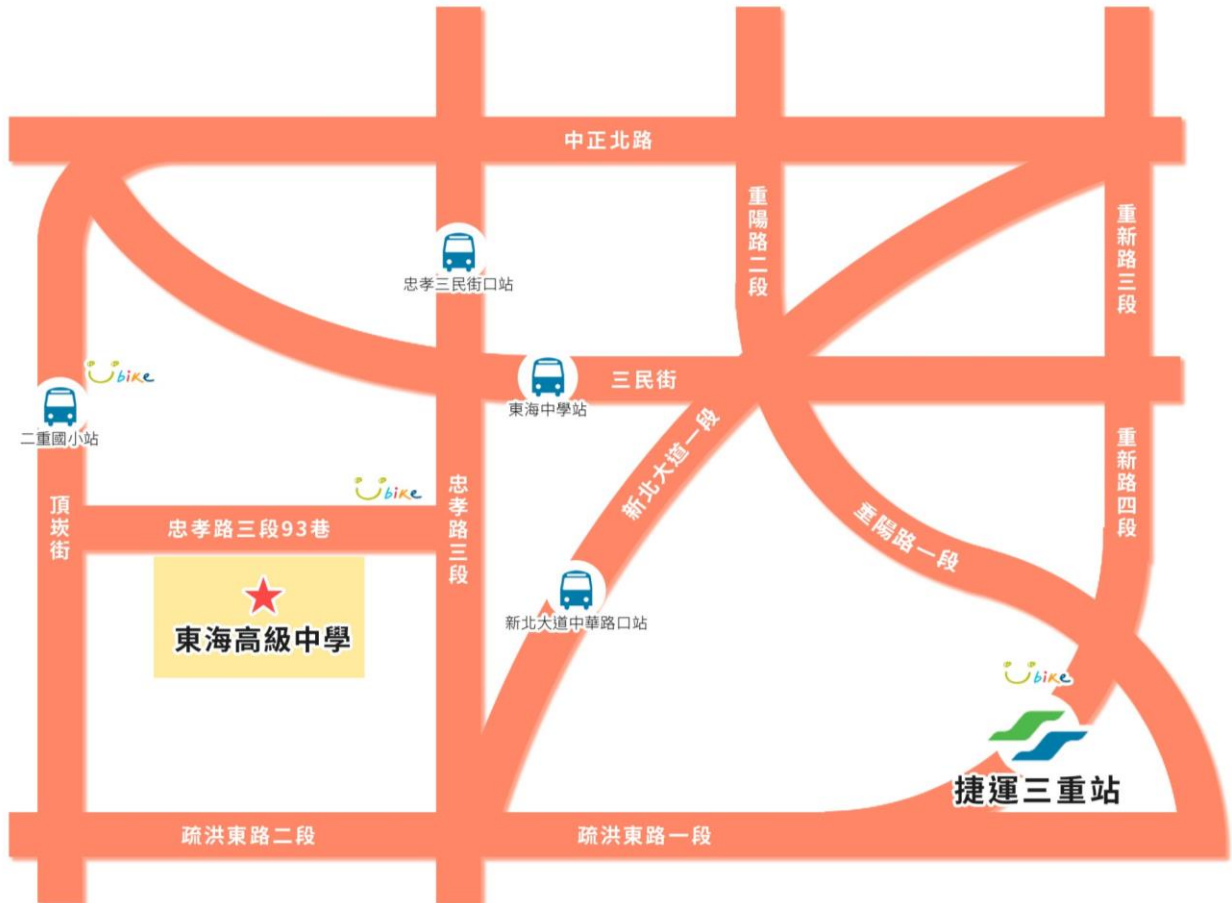 中正北路
重陽路二段
重新路三段
忠孝三民街口站
bike
三民街
東海中學站
二重國小站
新北大道一段
重新路四段
bike
忠孝路三段
頂崁街
忠孝路三段93巷
重陽路一段
新北大道中華路口站
東海高級中學
bike
捷運三重站
疏洪東路二段
疏洪東路一段